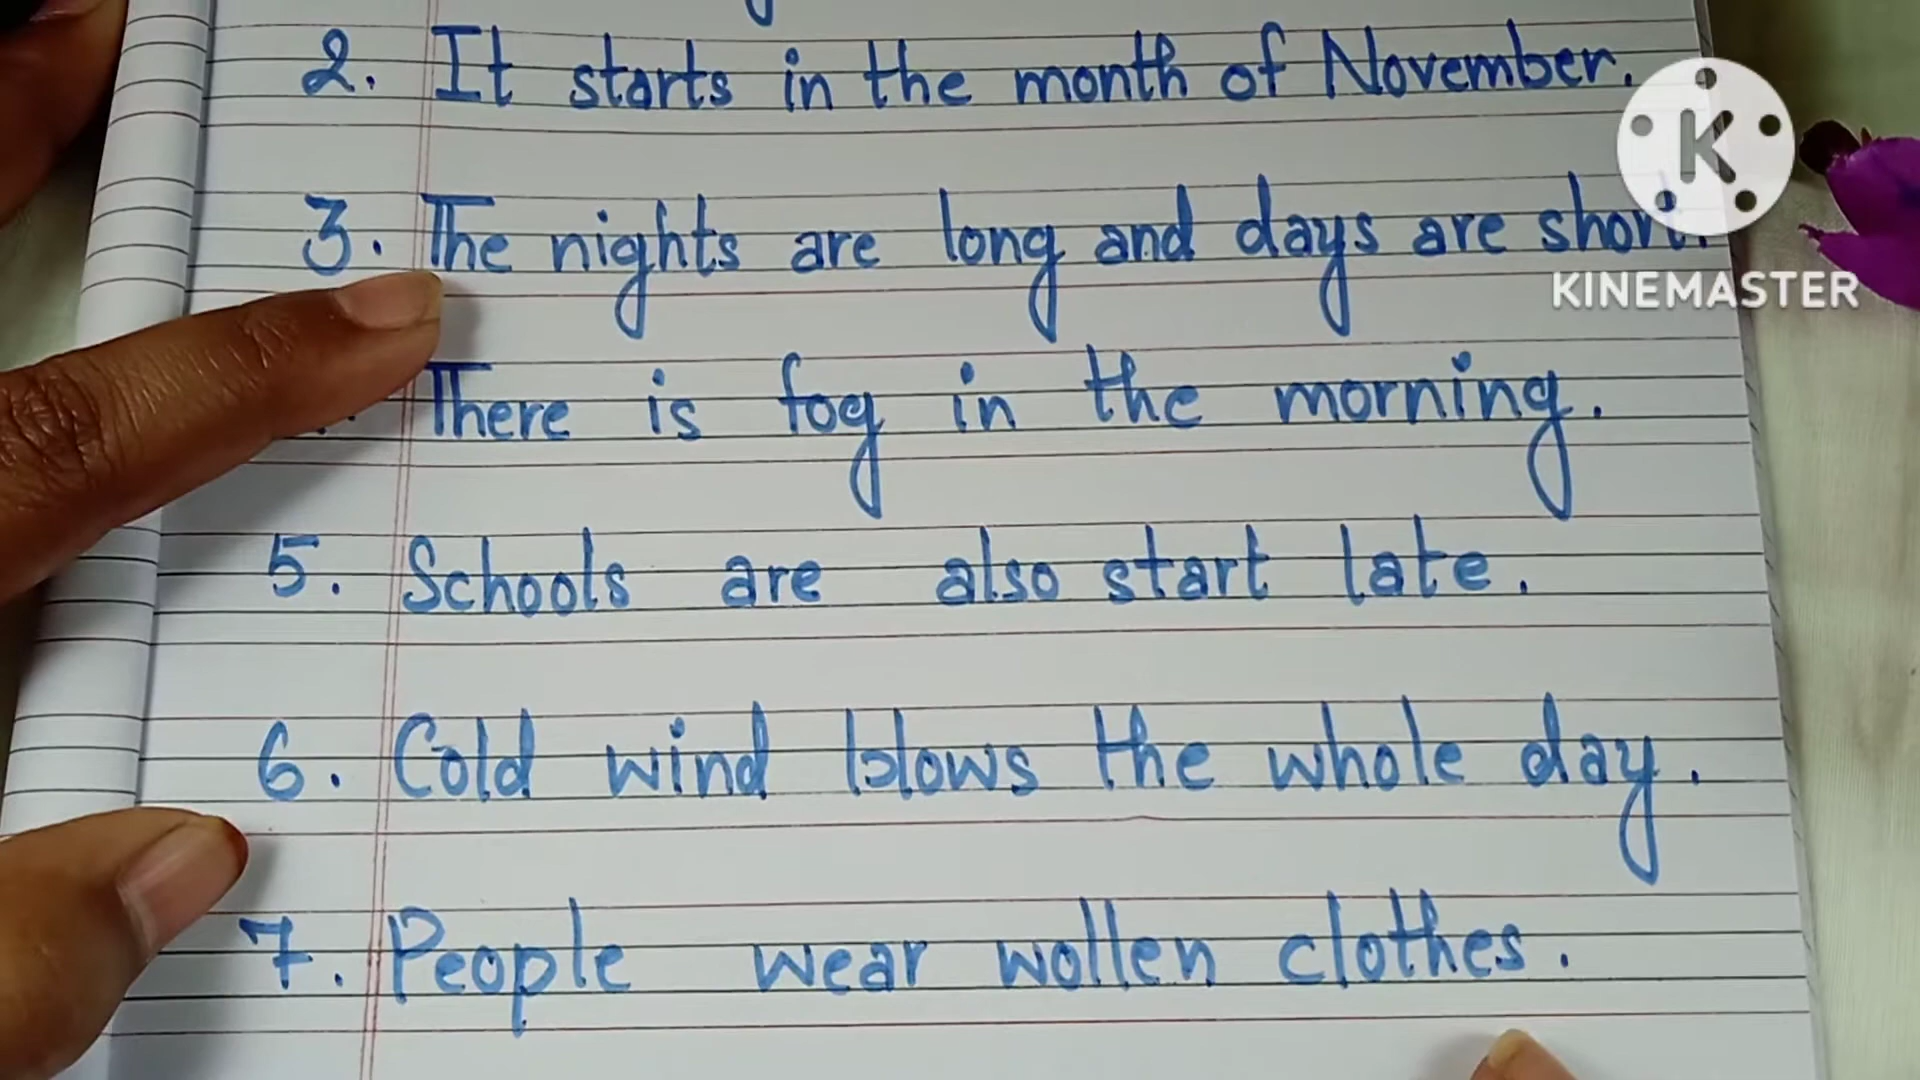 2. It starts in the month of November.
3. The nights are long and days are short.
There is fog in the morning.
5. Schools are also start late.
6. Cold wind blows the whole day.
7. People wear wollen clothes.
K
KINEMASTER